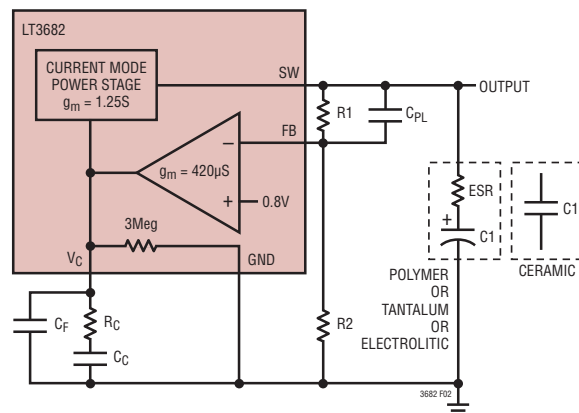 LT3682
CURRENT MODE
POWER STAGE
gm = 1.25S
SW
OUTPUT
R1
CPL
FB
–
gm = 420µS
+
0.8V
ESR
+
C1
C1
3Meg
VC
GND
CERAMIC
POLYMER
OR
TANTALUM
OR
ELECTROLITIC
CF
RC
CC
R2
3682 F02